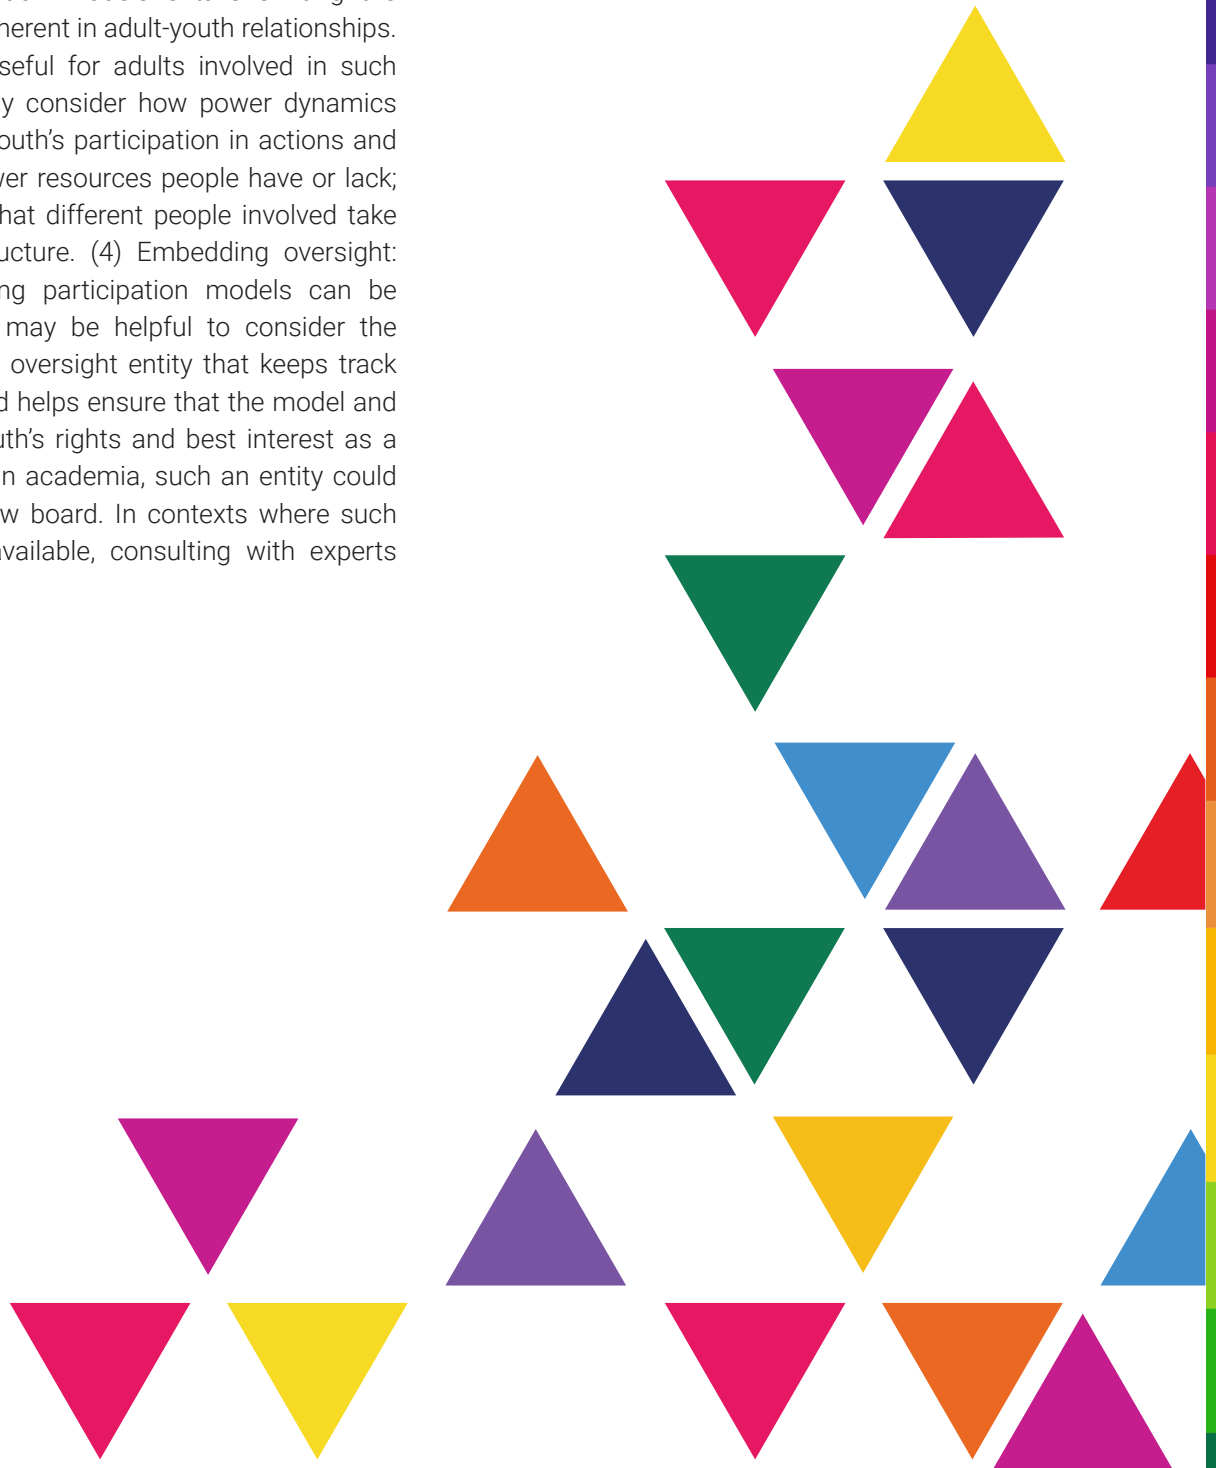 herent in adult-youth relationships.
seful for adults involved in such
y consider how power dynamics
outh's participation in actions and
wer resources people have or lack;
hat different people involved take
ucture. (4) Embedding oversight:
ng participation models can be
may be helpful to consider the
oversight entity that keeps track
d helps ensure that the model and
uth's rights and best interest as a
n academia, such an entity could
w board. In contexts where such
vailable, consulting with experts